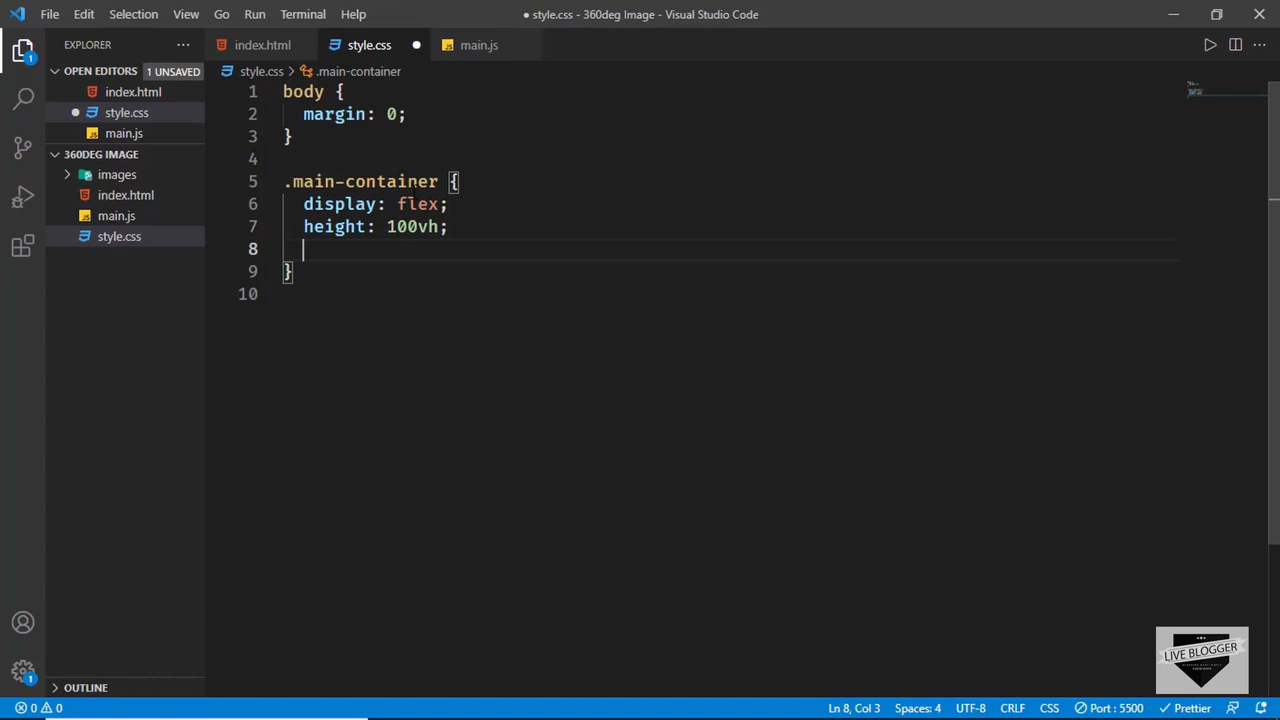 File Edit Selection View Go Run Terminal Help
● style.css - 360deg Image - Visual Studio Code
EXPLORER
index.html
style.css
main.js
OPEN EDITORS
1 UNSAVED
index.html
style.css
main.js
360DEG IMAGE
images
index.html
main.js
style.css
OUTLINE
style.css > .main-container
1 body {
2 margin: 0;
3 }
4
5 .main-container {
6 display: flex;
7 height: 100vh;
8
9 }
10
LIVE BLOGGER
1
1
0 0
Ln 8, Col 3
Spaces: 4
UTF-8
CRLF
CSS
Port : 5500
Prettier